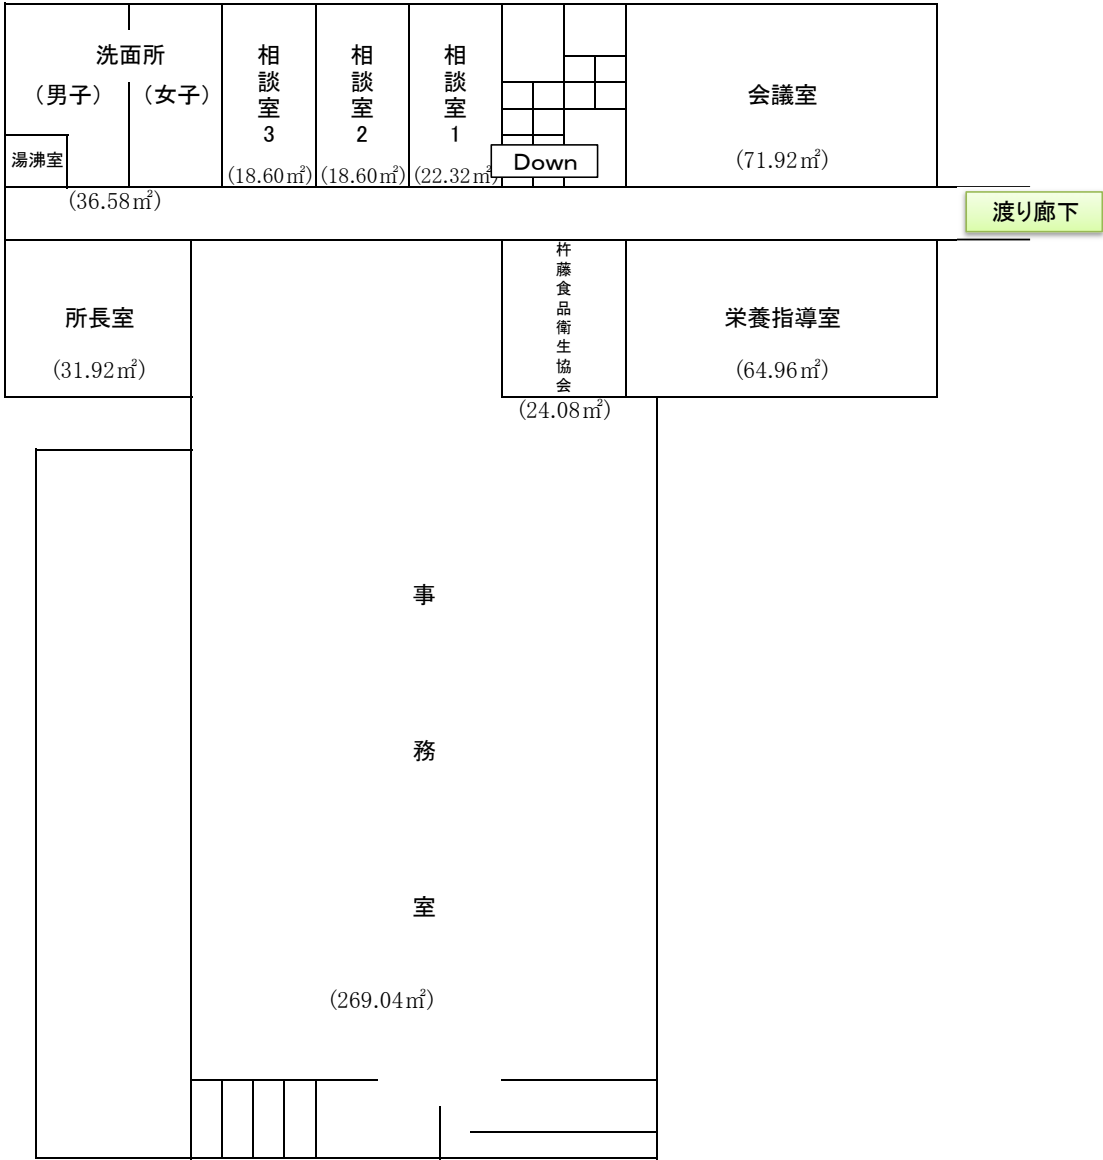 洗面所
（男子）
（女子）
湯沸室
(36.58㎡)
相談室3
(18.60㎡)
相談室2
(18.60㎡)
相談室1
(22.32㎡)
Down
会議室
(71.92㎡)
渡り廊下
所長室
(31.92㎡)
杵藤食品衛生協会
(24.08㎡)
栄養指導室
(64.96㎡)
事務室
(269.04㎡)